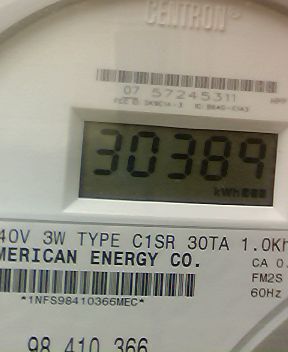 CENTRON®
07 57245311
30389
kWh
40V 3W TYPE C1SR 30TA 1.0Kh
MERICAN ENERGY CO.
CA 0.
FM2S
60Hz
*1NFS98410366MEC*
98 410 366